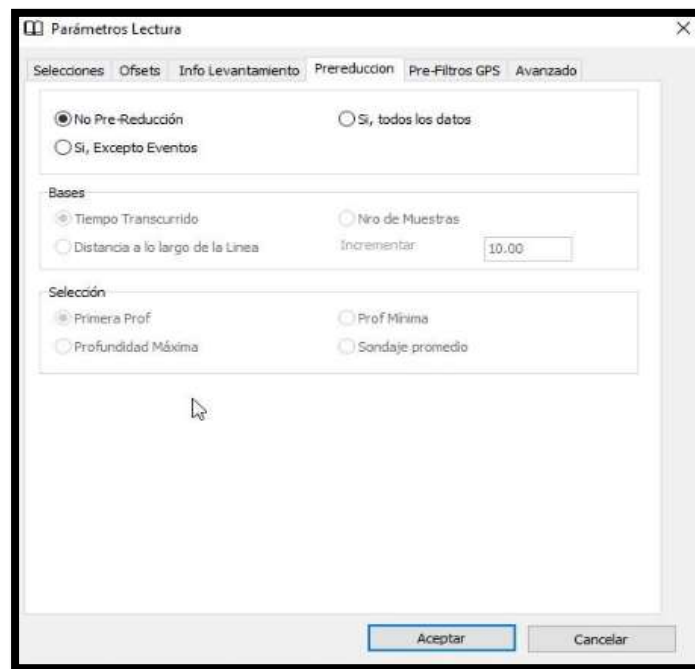 Parámetros Lectura
Selecciones Ofsets Info Levantamiento Prereduccion Pre-Filtros GPS Avanzado
No Pre-Reducción Si, todos los datos
Si, Excepto Eventos
Bases
Tiempo Transcurrido Nro de Muestras
Distancia a lo largo de la Linea Incrementar 10.00
Selección
Primera Prof Prof Mínima
Profundidad Máxima Sondaje promedio
Aceptar Cancelar